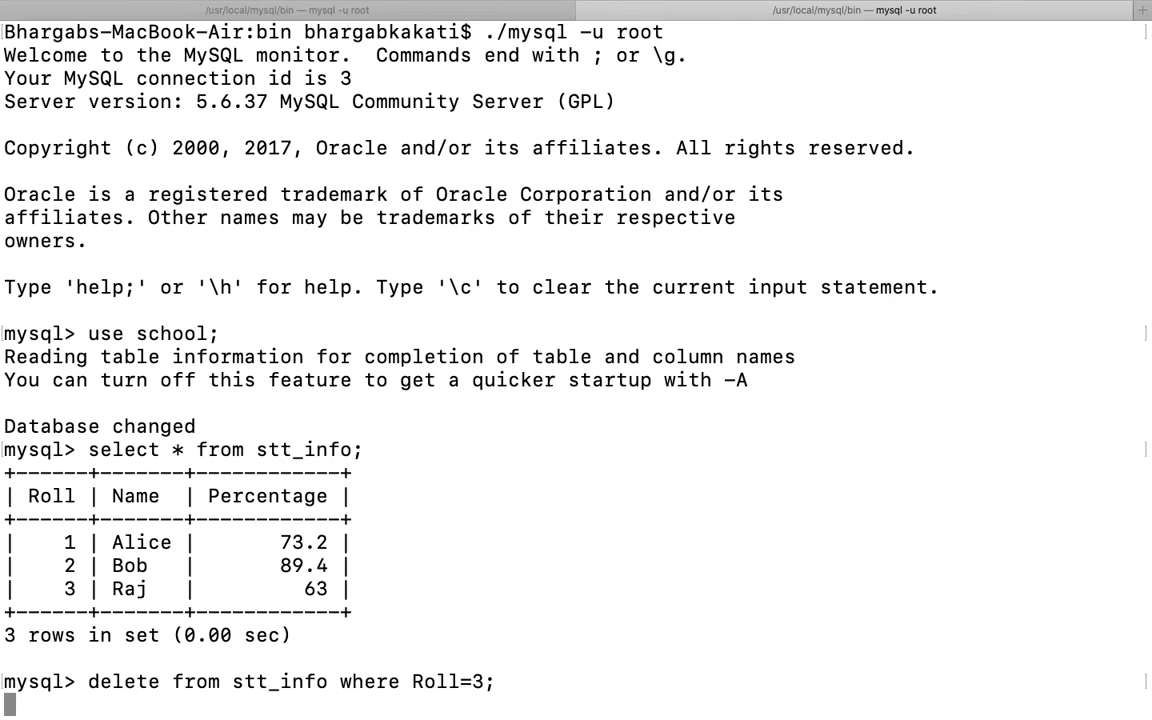 /usr/local/mysql/bin — mysql -u root
/usr/local/mysql/bin — mysql -u root
+
Bhargabs-MacBook-Air:bin bhargabkakati$ ./mysql -u root
Welcome to the MySQL monitor.  Commands end with ; or \g.
Your MySQL connection id is 3
Server version: 5.6.37 MySQL Community Server (GPL)
Copyright (c) 2000, 2017, Oracle and/or its affiliates. All rights reserved.
Oracle is a registered trademark of Oracle Corporation and/or its
affiliates. Other names may be trademarks of their respective
owners.
Type 'help;' or '\h' for help. Type '\c' to clear the current input statement.
mysql> use school;
Reading table information for completion of table and column names
You can turn off this feature to get a quicker startup with -A
Database changed
mysql> select * from stt_info;
+------+-------+------------+
| Roll | Name  | Percentage |
+------+-------+------------+
|    1 | Alice |       73.2 |
|    2 | Bob   |       89.4 |
|    3 | Raj   |         63 |
+------+-------+------------+
3 rows in set (0.00 sec)
mysql> delete from stt_info where Roll=3;